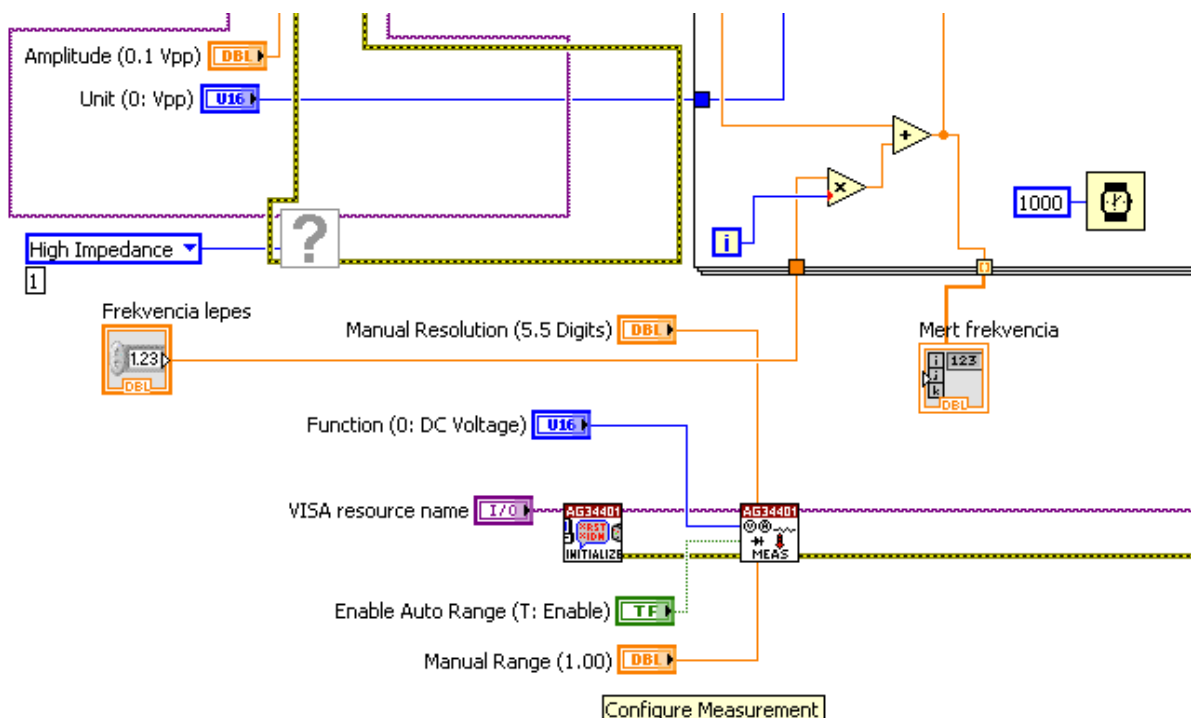 Amplitude (0.1 Vpp)
DBL
Unit (0: Vpp)
U16
+
×
1000
i
?
High Impedance
1
Frekvencia lepes
1.23
DBL
Manual Resolution (5.5 Digits)
DBL
Mert frekvencia
i
j
k
123
DBL
Function (0: DC Voltage)
U16
VISA resource name
I/O
AG34401
*RST
*IDN
INITIALIZE
AG34401
MEAS
Enable Auto Range (T: Enable)
TF
Manual Range (1.00)
DBL
Configure Measurement